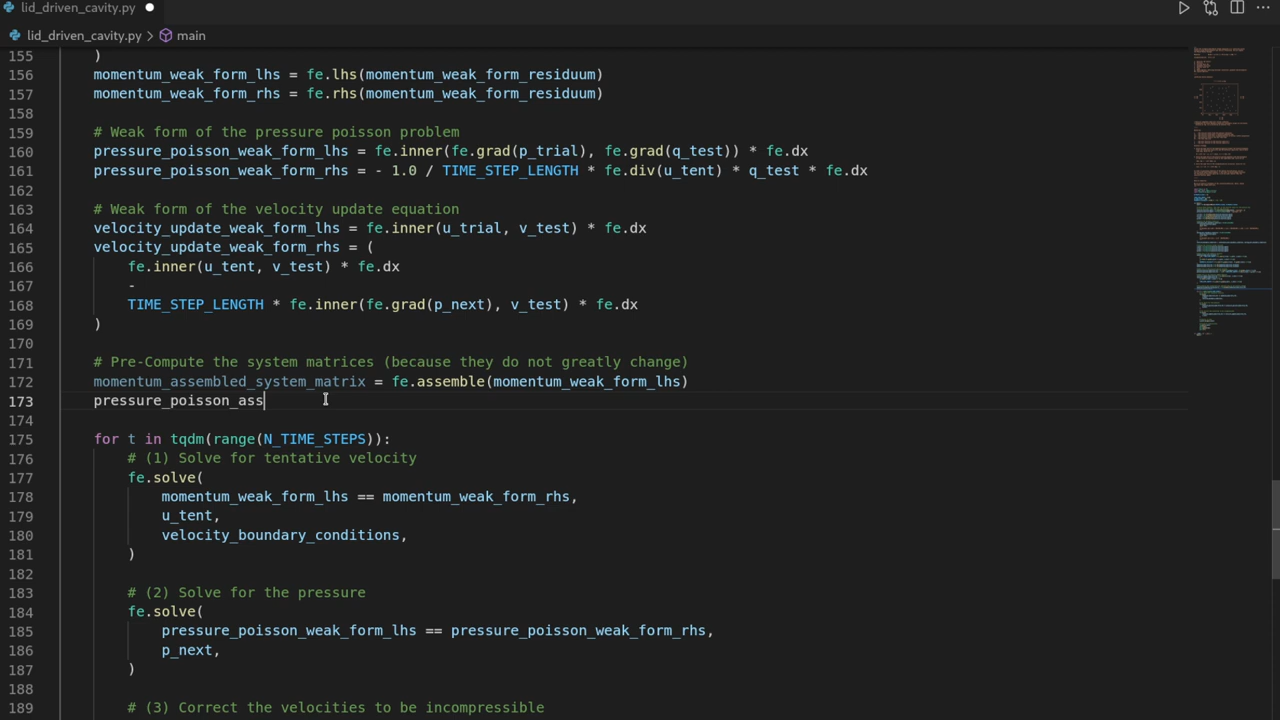 lid_driven_cavity.py
lid_driven_cavity.py > main
155 )
156 momentum_weak_form_lhs = fe.lhs(momentum_weak_form_residuum)
157 momentum_weak_form_rhs = fe.rhs(momentum_weak_form_residuum)
158
159 # Weak form of the pressure poisson problem
160 pressure_poisson_weak_form_lhs = fe.inner(fe.grad(p_trial), fe.grad(q_test)) * fe.dx
161 pressure_poisson_weak_form_rhs = - 1.0 / TIME_STEP_LENGTH * fe.div(u_tent) * q_test * fe.dx
162
163 # Weak form of the velocity update equation
164 velocity_update_weak_form_lhs = fe.inner(u_trial, v_test) * fe.dx
165 velocity_update_weak_form_rhs = (
166 fe.inner(u_tent, v_test) * fe.dx
167 -
168 TIME_STEP_LENGTH * fe.inner(fe.grad(p_next), v_test) * fe.dx
169 )
170
171 # Pre-Compute the system matrices (because they do not greatly change)
172 momentum_assembled_system_matrix = fe.assemble(momentum_weak_form_lhs)
173 pressure_poisson_ass
174
175 for t in tqdm(range(N_TIME_STEPS)):
176 # (1) Solve for tentative velocity
177 fe.solve(
178 momentum_weak_form_lhs == momentum_weak_form_rhs,
179 u_tent,
180 velocity_boundary_conditions,
181 )
182
183 # (2) Solve for the pressure
184 fe.solve(
185 pressure_poisson_weak_form_lhs == pressure_poisson_weak_form_rhs,
186 p_next,
187 )
188
189 # (3) Correct the velocities to be incompressible